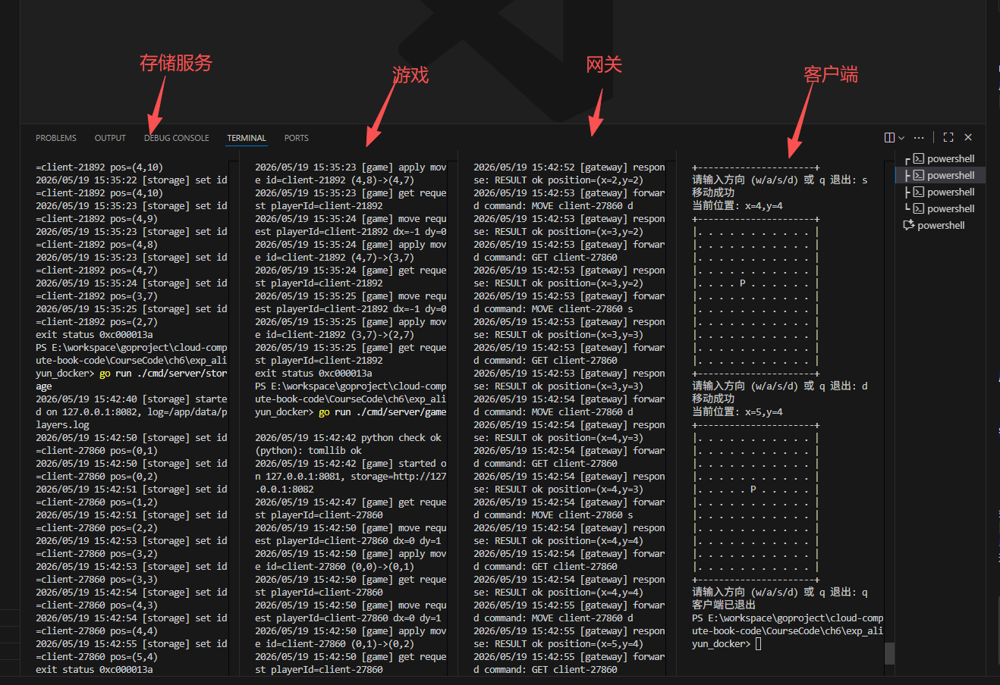 存储服务
游戏
网关
客户端
PROBLEMS OUTPUT DEBUG CONSOLE TERMINAL PORTS
=client-21892 pos=(4,10)
2026/05/19 15:35:22 [storage] set id
=client-21892 pos=(4,10)
2026/05/19 15:35:23 [storage] set id
=client-21892 pos=(4,9)
2026/05/19 15:35:23 [storage] set id
=client-21892 pos=(4,8)
2026/05/19 15:35:23 [storage] set id
=client-21892 pos=(4,7)
2026/05/19 15:35:24 [storage] set id
=client-21892 pos=(3,7)
2026/05/19 15:35:25 [storage] set id
=client-21892 pos=(2,7)
exit status 0xc000013a
PS E:\workspace\goproject\cloud-comp
ute-book-code\CourseCode\ch6\exp_ali
yun_docker> go run ./cmd/server/stor
age
2026/05/19 15:42:40 [storage] starte
d on 127.0.0.1:8082, log=/app/data/p
layers.log
2026/05/19 15:42:50 [storage] set id
=client-27860 pos=(0,1)
2026/05/19 15:42:50 [storage] set id
=client-27860 pos=(0,2)
2026/05/19 15:42:51 [storage] set id
=client-27860 pos=(1,2)
2026/05/19 15:42:51 [storage] set id
=client-27860 pos=(2,2)
2026/05/19 15:42:53 [storage] set id
=client-27860 pos=(3,2)
2026/05/19 15:42:53 [storage] set id
=client-27860 pos=(3,3)
2026/05/19 15:42:54 [storage] set id
=client-27860 pos=(4,3)
2026/05/19 15:42:54 [storage] set id
=client-27860 pos=(4,4)
2026/05/19 15:42:55 [storage] set id
=client-27860 pos=(5,4)
exit status 0xc000013a
2026/05/19 15:35:23 [game] apply mov
e id=client-21892 (4,8)->(4,7)
2026/05/19 15:35:23 [game] get reque
st playerId=client-21892
2026/05/19 15:35:24 [game] move requ
est playerId=client-21892 dx=-1 dy=0
2026/05/19 15:35:24 [game] apply mov
e id=client-21892 (4,7)->(3,7)
2026/05/19 15:35:24 [game] get reque
st playerId=client-21892
2026/05/19 15:35:25 [game] move requ
est playerId=client-21892 dx=-1 dy=0
2026/05/19 15:35:25 [game] apply mov
e id=client-21892 (3,7)->(2,7)
2026/05/19 15:35:25 [game] get reque
st playerId=client-21892
exit status 0xc000013a
PS E:\workspace\goproject\cloud-comp
ute-book-code\CourseCode\ch6\exp_ali
yun_docker> go run ./cmd/server/game
2026/05/19 15:42:42 python check ok
(python): tomllib ok
2026/05/19 15:42:42 [game] started o
n 127.0.0.1:8081, storage=http://127
.0.0.1:8082
2026/05/19 15:42:47 [game] get reque
st playerId=client-27860
2026/05/19 15:42:50 [game] move requ
est playerId=client-27860 dx=0 dy=1
2026/05/19 15:42:50 [game] apply mov
e id=client-27860 (0,0)->(0,1)
2026/05/19 15:42:50 [game] get reque
st playerId=client-27860
2026/05/19 15:42:50 [game] move requ
est playerId=client-27860 dx=0 dy=1
2026/05/19 15:42:50 [game] apply mov
e id=client-27860 (0,1)->(0,2)
2026/05/19 15:42:50 [game] get reque
st playerId=client-27860
2026/05/19 15:42:52 [gateway] respon
se: RESULT ok position=(x=2,y=2)
2026/05/19 15:42:53 [gateway] forwar
d command: MOVE client-27860 d
2026/05/19 15:42:53 [gateway] respon
se: RESULT ok position=(x=3,y=2)
2026/05/19 15:42:53 [gateway] forwar
d command: GET client-27860
2026/05/19 15:42:53 [gateway] respon
se: RESULT ok position=(x=3,y=2)
2026/05/19 15:42:53 [gateway] forwar
d command: MOVE client-27860 s
2026/05/19 15:42:53 [gateway] respon
se: RESULT ok position=(x=3,y=3)
2026/05/19 15:42:53 [gateway] forwar
d command: GET client-27860
2026/05/19 15:42:53 [gateway] respon
se: RESULT ok position=(x=3,y=3)
2026/05/19 15:42:54 [gateway] forwar
d command: MOVE client-27860 d
2026/05/19 15:42:54 [gateway] respon
se: RESULT ok position=(x=4,y=3)
2026/05/19 15:42:54 [gateway] forwar
d command: GET client-27860
2026/05/19 15:42:54 [gateway] respon
se: RESULT ok position=(x=4,y=3)
2026/05/19 15:42:54 [gateway] forwar
d command: MOVE client-27860 s
2026/05/19 15:42:54 [gateway] respon
se: RESULT ok position=(x=4,y=4)
2026/05/19 15:42:54 [gateway] forwar
d command: GET client-27860
2026/05/19 15:42:54 [gateway] respon
se: RESULT ok position=(x=4,y=4)
2026/05/19 15:42:55 [gateway] forwar
d command: MOVE client-27860 d
2026/05/19 15:42:55 [gateway] respon
se: RESULT ok position=(x=5,y=4)
2026/05/19 15:42:55 [gateway] forwar
d command: GET client-27860
+----------------------+
请输入方向 (w/a/s/d) 或 q 退出: s
移动成功
当前位置: x=4,y=4
+----------------------+
|. . . . . . . . . . . |
|. . . . . . . . . . . |
|. . . . . . . . . . . |
|. . . . . . . . . . . |
|. . . . P . . . . . . |
|. . . . . . . . . . . |
|. . . . . . . . . . . |
|. . . . . . . . . . . |
|. . . . . . . . . . . |
|. . . . . . . . . . . |
|. . . . . . . . . . . |
+----------------------+
请输入方向 (w/a/s/d) 或 q 退出: d
移动成功
当前位置: x=5,y=4
+----------------------+
|. . . . . . . . . . . |
|. . . . . . . . . . . |
|. . . . . . . . . . . |
|. . . . . . . . . . . |
|. . . . . P . . . . . |
|. . . . . . . . . . . |
|. . . . . . . . . . . |
|. . . . . . . . . . . |
|. . . . . . . . . . . |
|. . . . . . . . . . . |
|. . . . . . . . . . . |
+----------------------+
请输入方向 (w/a/s/d) 或 q 退出: q
客户端已退出
PS E:\workspace\goproject\cloud-comp
ute-book-code\CourseCode\ch6\exp_ali
yun_docker>
powershell
powershell
powershell
powershell
powershell